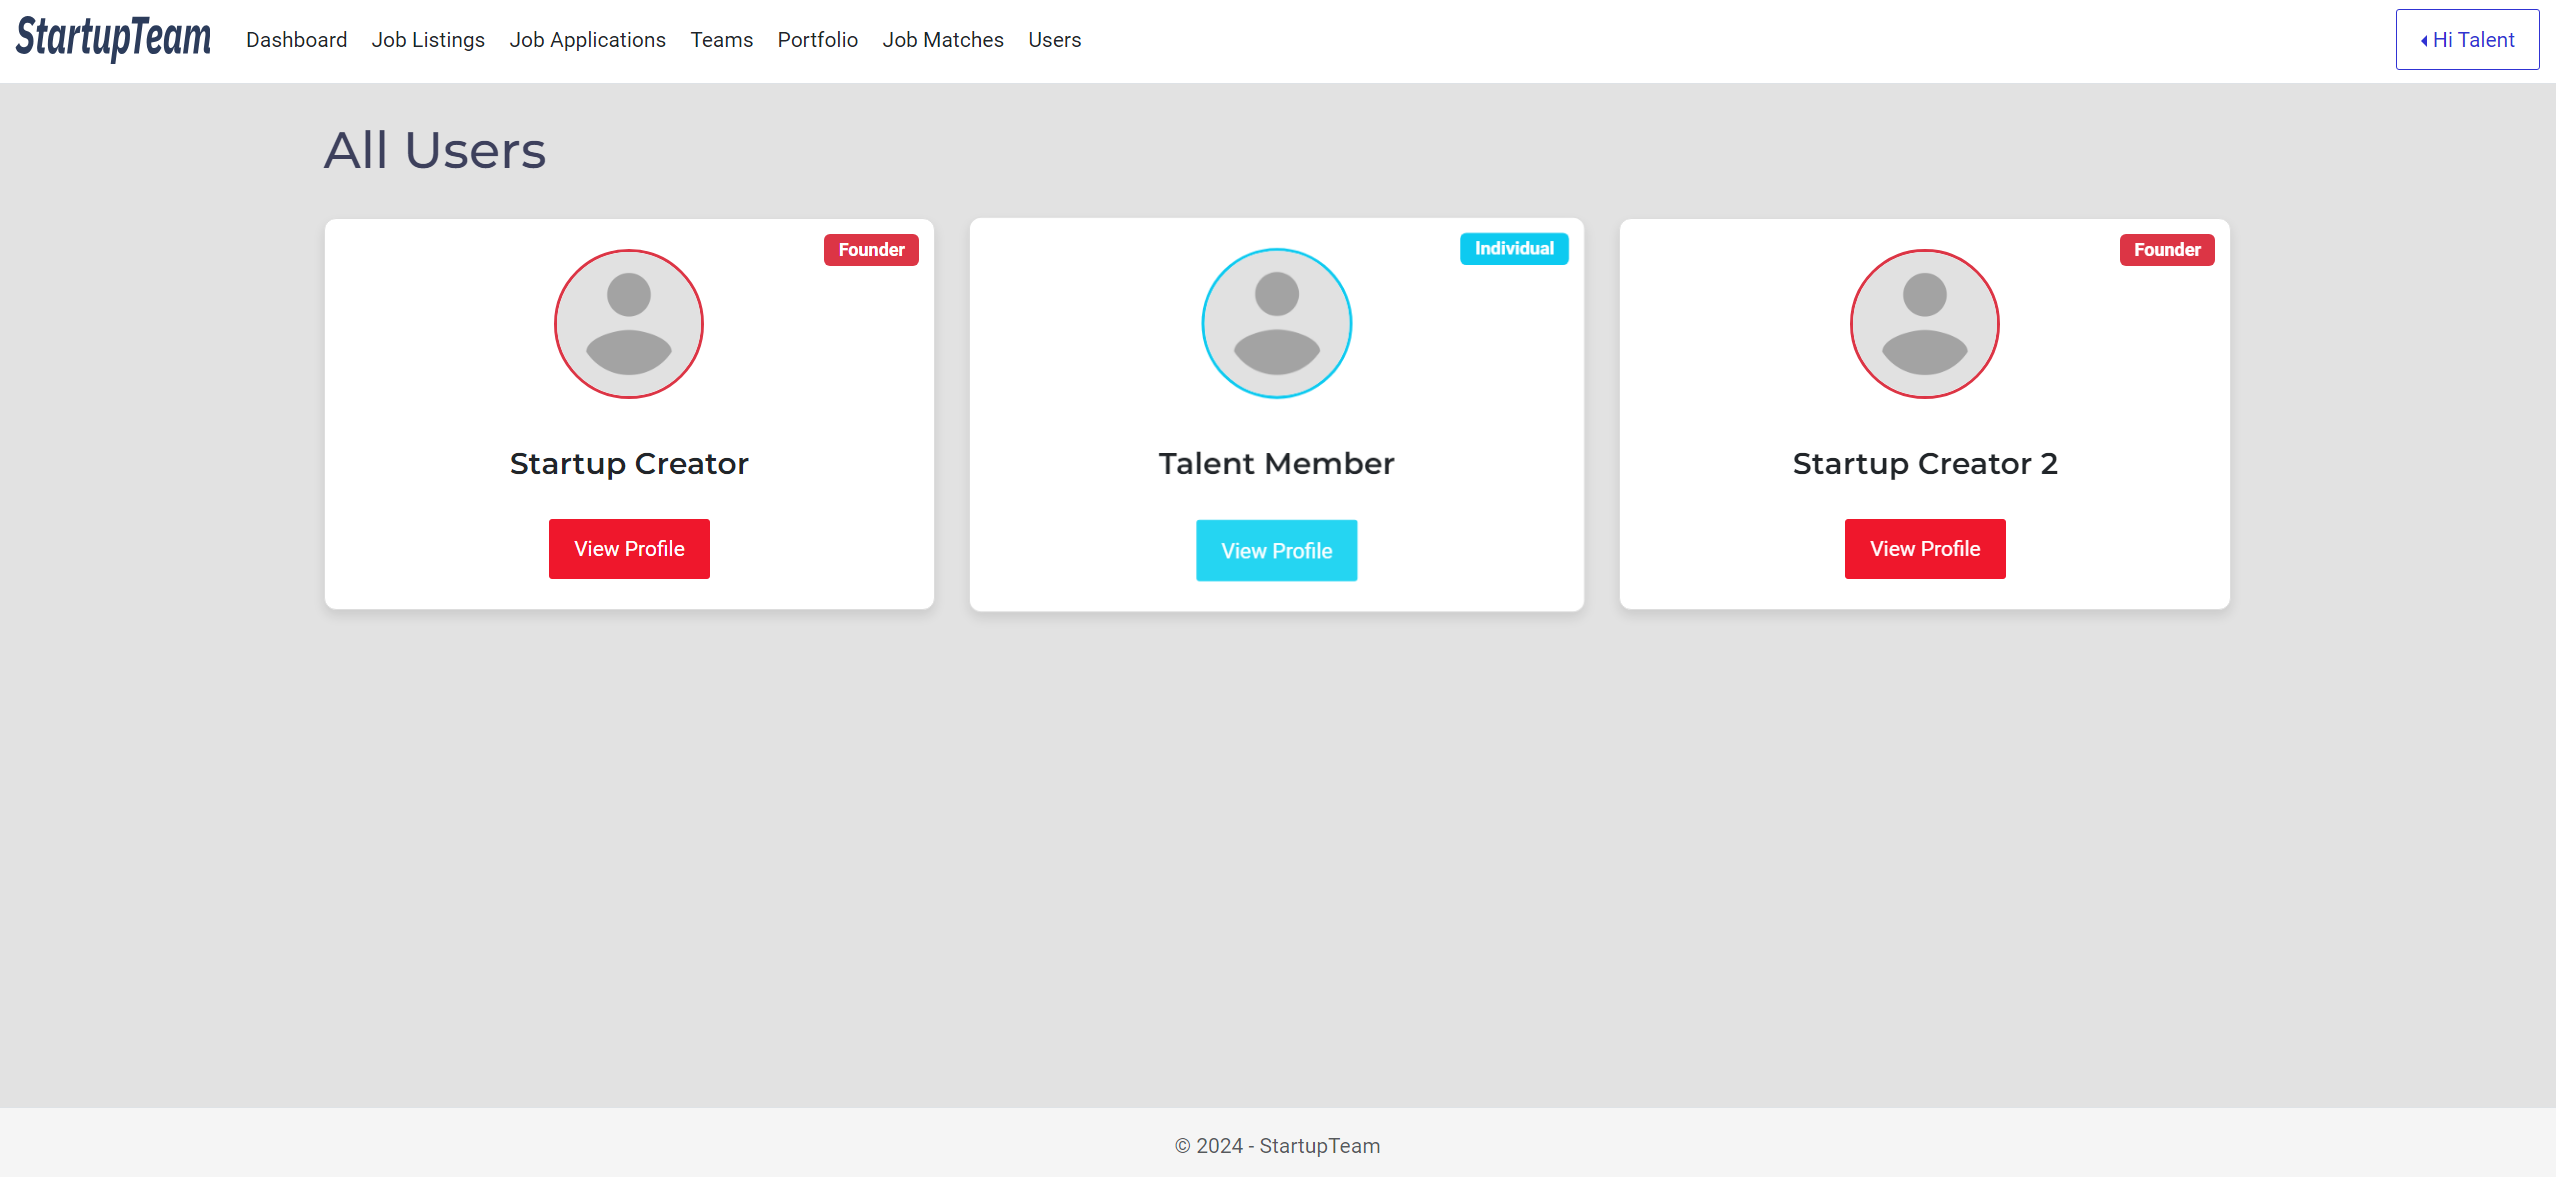 StartupTeam Dashboard Job Listings Job Applications Teams Portfolio Job Matches Users Hi Talent
All Users
Founder
Startup Creator
View Profile
Individual
Talent Member
View Profile
Founder
Startup Creator 2
View Profile
© 2024 - StartupTeam